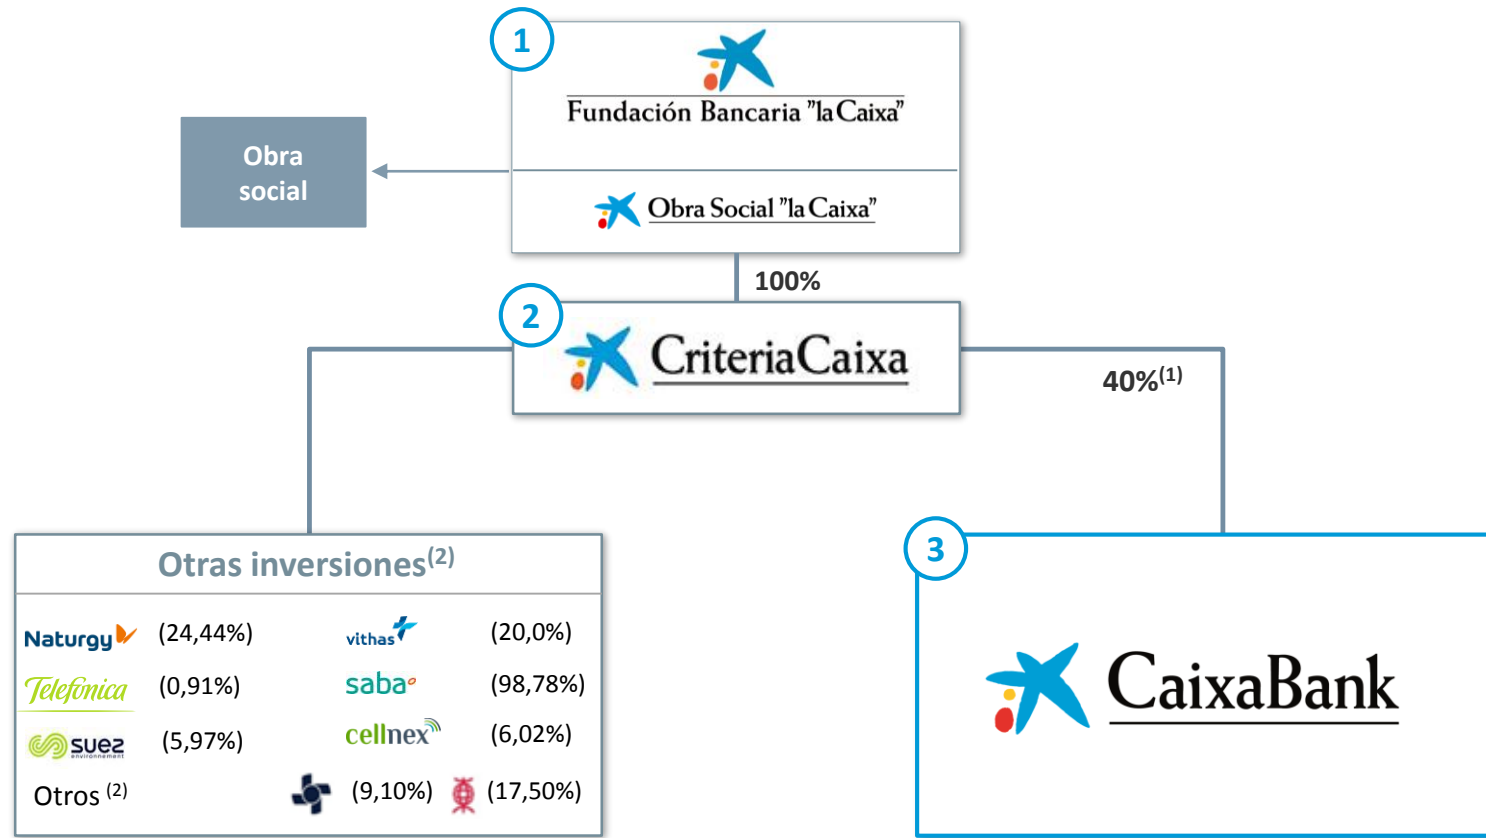 1
Fundación Bancaria "la Caixa"
Obra
social
Obra Social "la Caixa"
100%
2
CriteriaCaixa
40%(1)
Otras inversiones(2)
Naturgy (24,44%) vithas (20,0%)
Telefónica (0,91%) saba (98,78%)
suez environnement (5,97%) cellnex (6,02%)
Otros (2) (9,10%) (17,50%)
3
CaixaBank